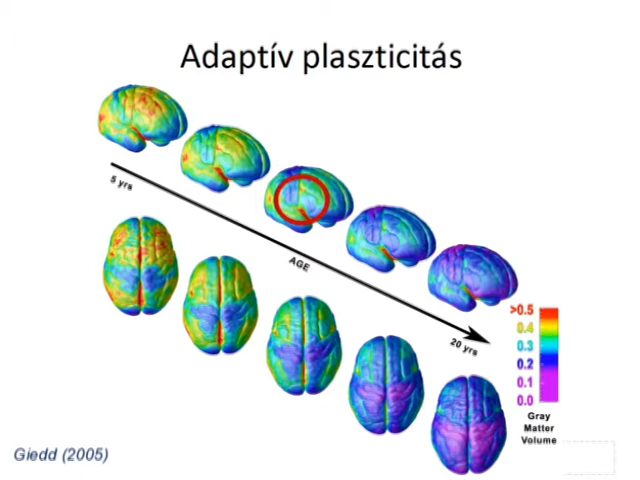 Adaptív plaszticitás
5 yrs
AGE
20 yrs
>0.5
0.4
0.3
0.2
0.1
0.0
Gray
Matter
Volume
Giedd (2005)